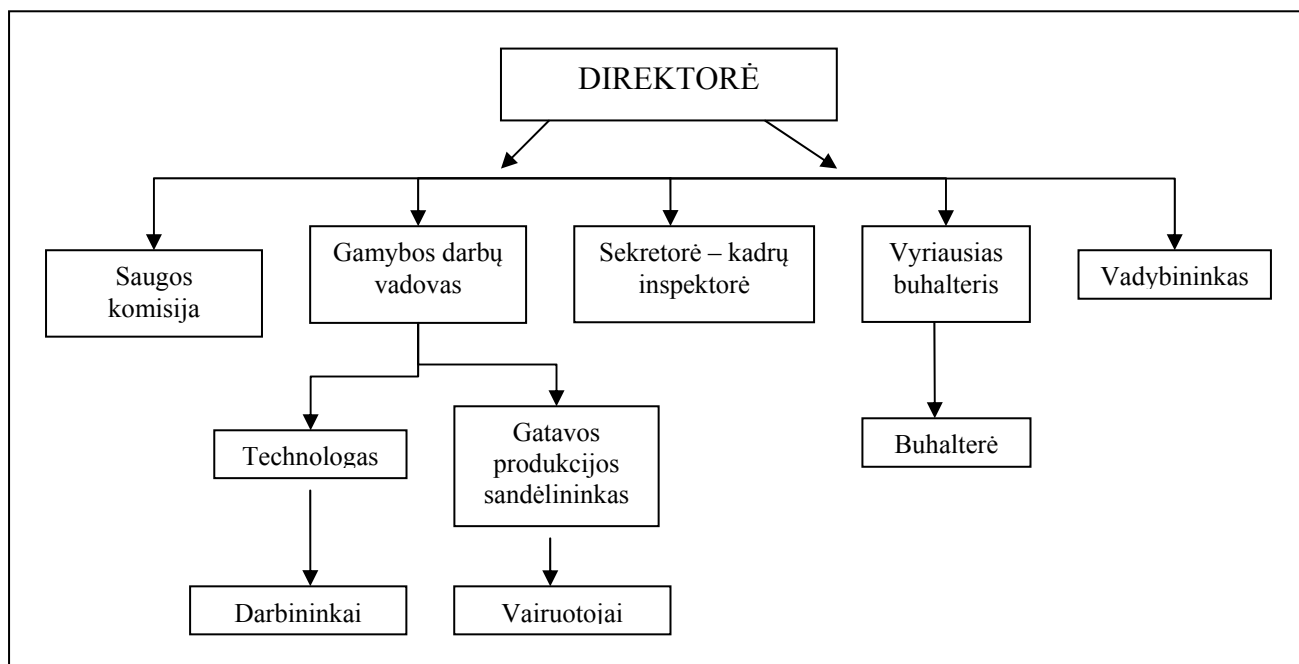 DIREKTORĖ
Saugos
komisija
Gamybos darbų
vadovas
Sekretorė – kadrų
inspektorė
Vyriausias
buhalteris
Vadybininkas
Technologas
Gatavos
produkcijos
sandėlininkas
Buhalterė
Darbininkai
Vairuotojai